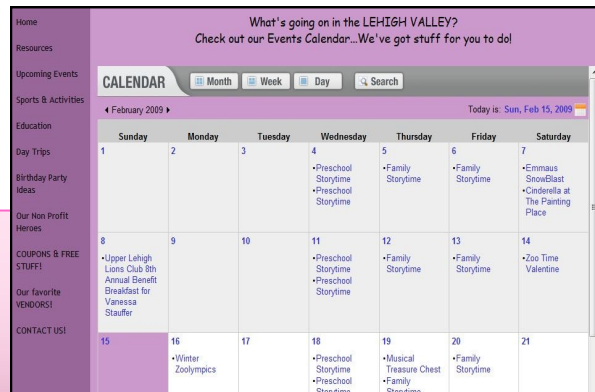 What's going on in the LEHIGH VALLEY?
Check out our Events Calendar...We've got stuff for you to do!
Home
Resources
Upcoming Events
Sports & Activities
Education
Day Trips
Birthday Party
Ideas
Our Non Profit
Heroes
COUPONS & FREE
STUFF!
Our favorite
VENDORS!
CONTACT US!
CALENDAR
Month
Week
Day
Search
February 2009
Today is: Sun, Feb 15, 2009
Sunday Monday Tuesday Wednesday Thursday Friday Saturday
1 2 3 4 5 6 7
•Preschool
Storytime
•Preschool
Storytime
•Family
Storytime
•Family
Storytime
•Emmaus
SnowBlast
•Cinderella at
The Painting
Place
8 9 10 11 12 13 14
•Upper Lehigh
Lions Club 8th
Annual Benefit
Breakfast for
Vanessa
Stauffer
•Preschool
Storytime
•Preschool
Storytime
•Family
Storytime
•Family
Storytime
•Zoo Time
Valentine
15 16 17 18 19 20 21
•Winter
Zoolympics
•Preschool
Storytime
•Preschool
Storytime
•Musical
Treasure Chest
•Family
Storytime
•Family
Storytime